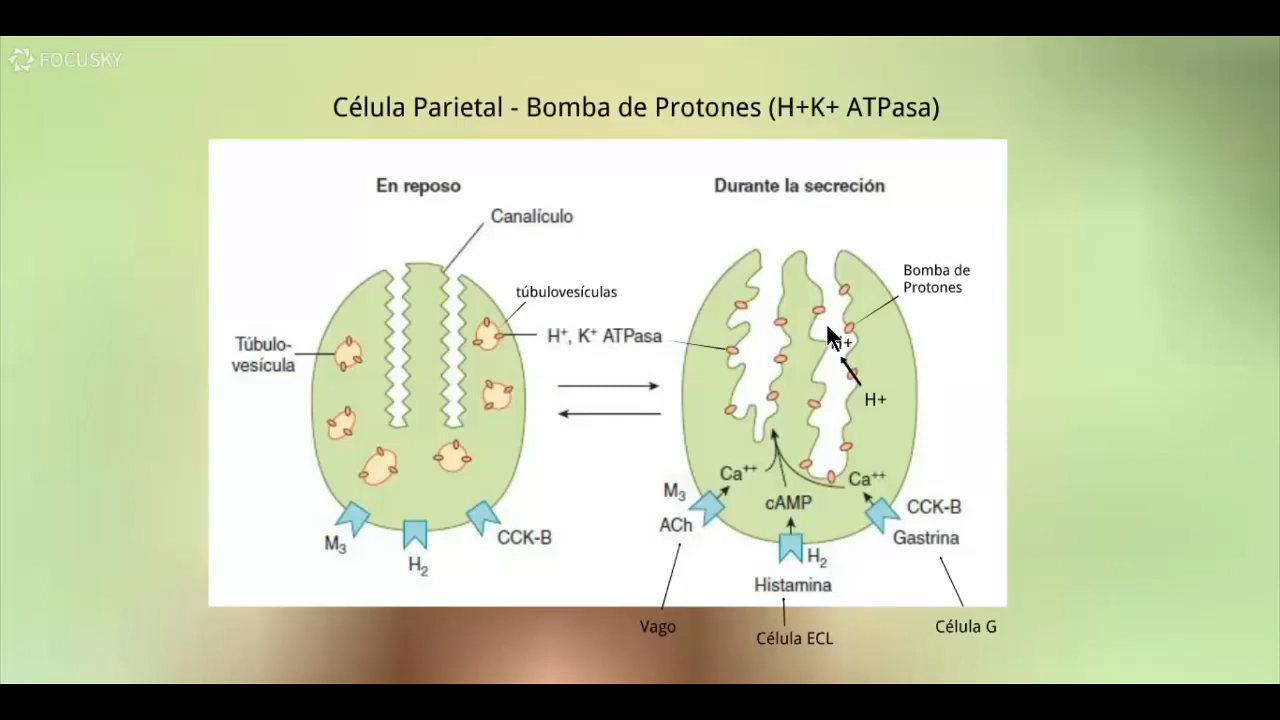 FOCUSKY
Célula Parietal - Bomba de Protones (H+K+ ATPasa)
En reposo
Durante la secreción
Canalículo
túbulovesículas
Bomba de
Protones
Túbulo-
vesícula
H⁺, K⁺ ATPasa
H+
H+
Ca⁺⁺
Ca⁺⁺
M₃
ACh
cAMP
CCK-B
Gastrina
M₃
H₂
CCK-B
H₂
Histamina
Vago
Célula ECL
Célula G